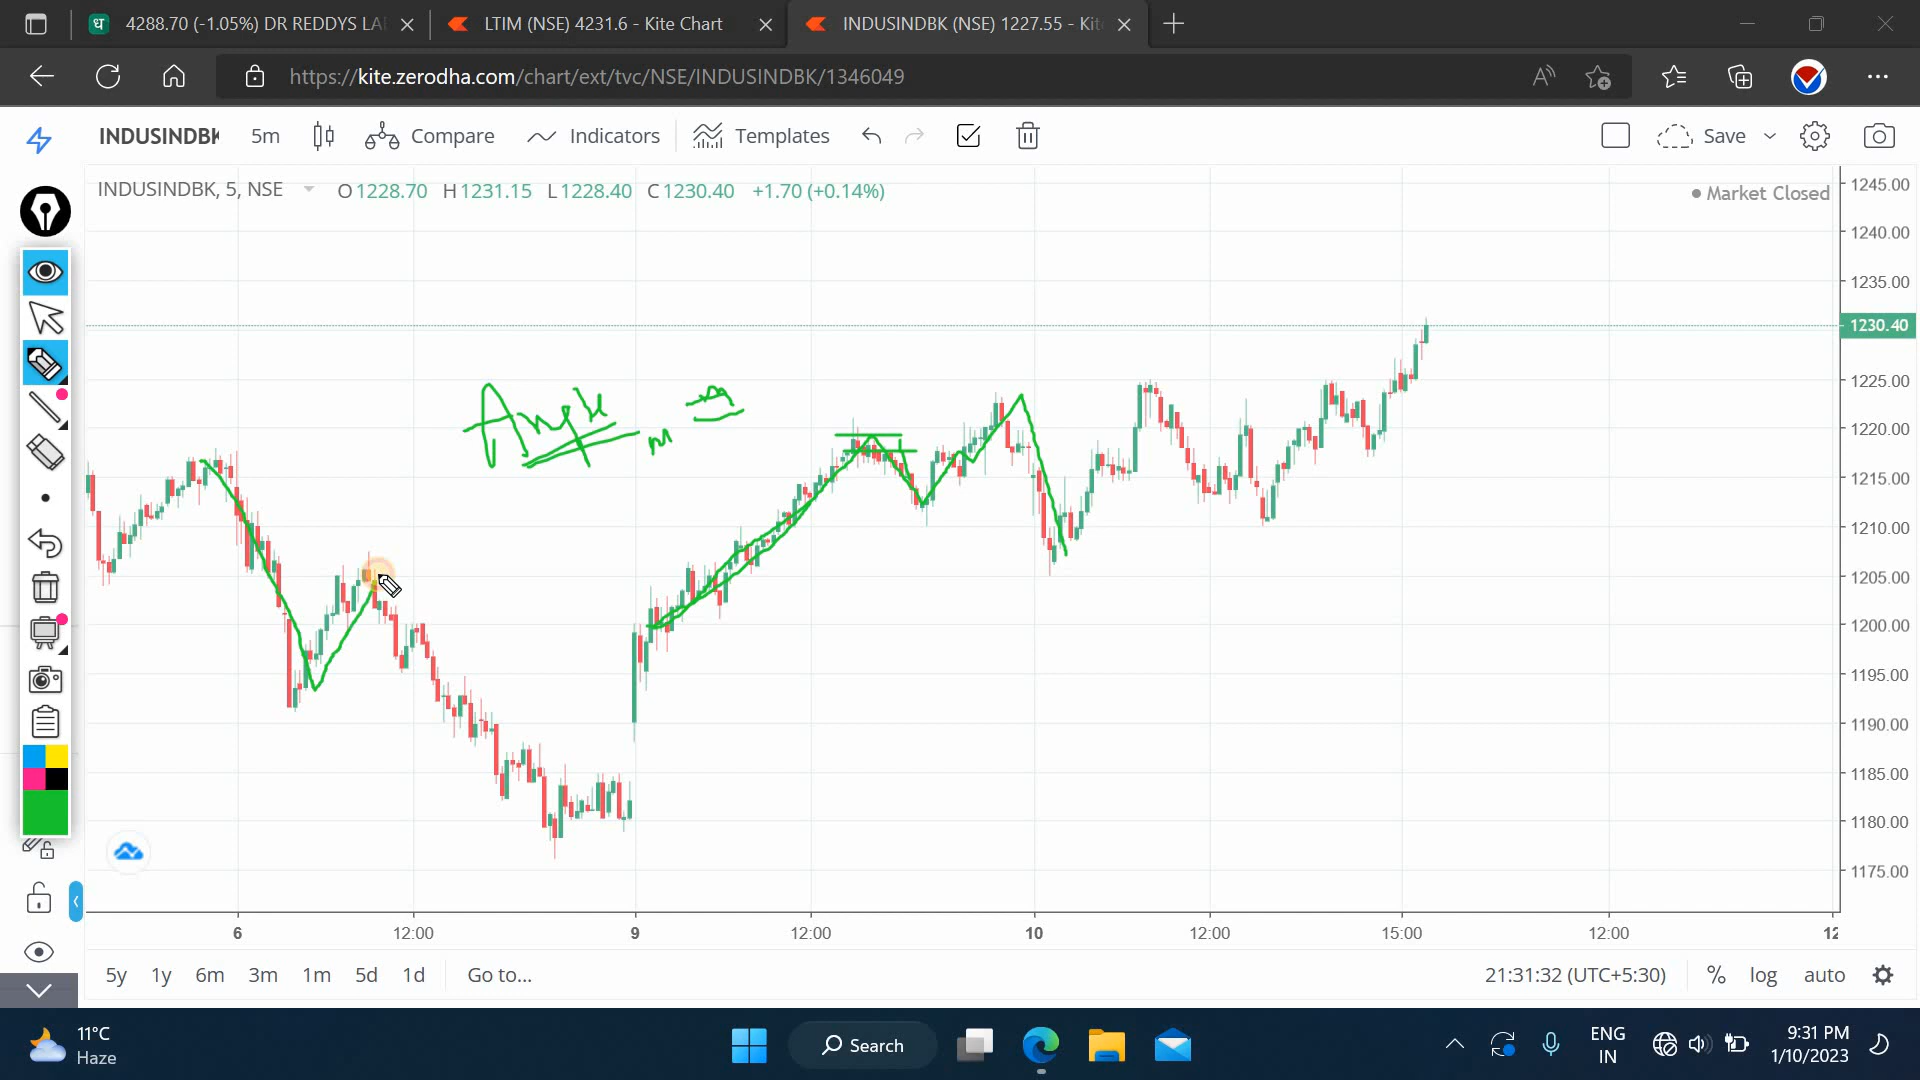 4288.70 (-1.05%) DR REDDYS LA
LTIM (NSE) 4231.6 - Kite Chart
INDUSINDBK (NSE) 1227.55 - Kit
https://kite.zerodha.com/chart/ext/tvc/NSE/INDUSINDBK/1346049
INDUSINDBK 5m Compare Indicators Templates Save
INDUSINDBK, 5, NSE O1228.70 H1231.15 L1228.40 C1230.40 +1.70 (+0.14%)
Market Closed
1245.00
1240.00
1235.00
1230.40
1225.00
1220.00
1215.00
1210.00
1205.00
1200.00
1195.00
1190.00
1185.00
1180.00
1175.00
6 12:00 9 12:00 10 12:00 15:00 12:00 12
5y 1y 6m 3m 1m 5d 1d Go to... 21:31:32 (UTC+5:30) % log auto
11°C
Haze
Search
ENG
IN
9:31 PM
1/10/2023